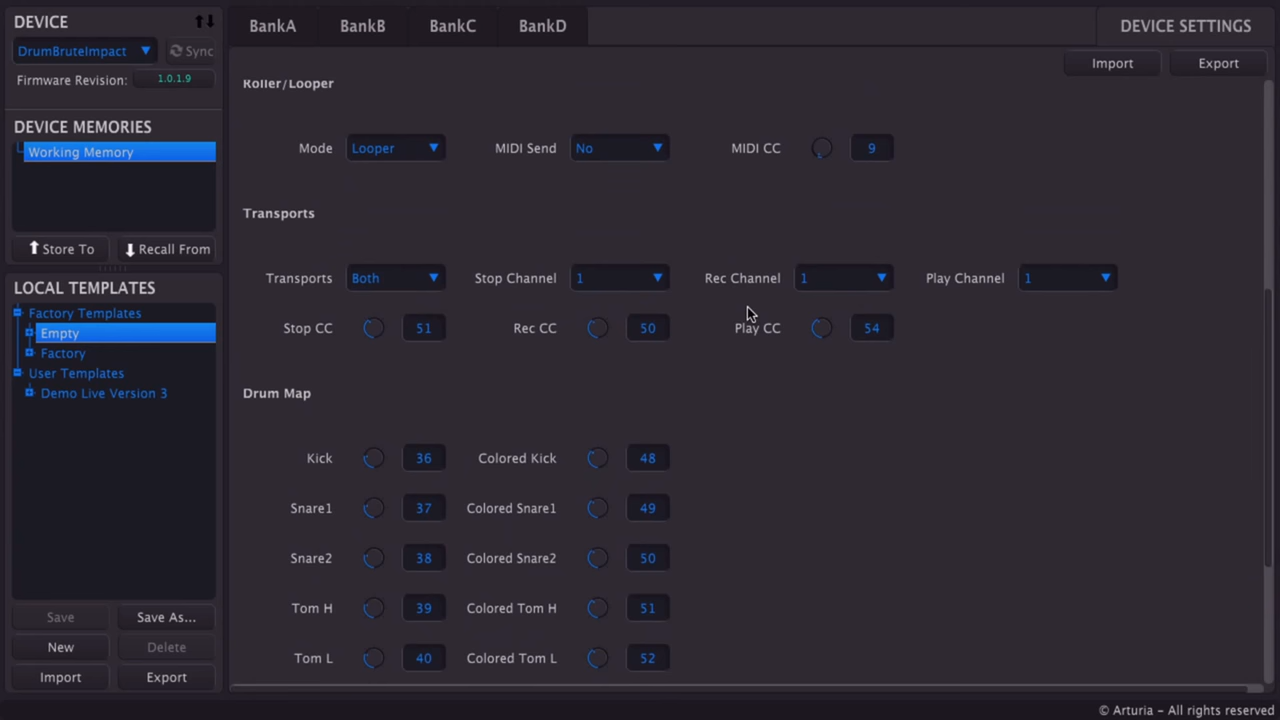 DEVICE
DrumBruteImpact
Sync
Firmware Revision:
1.0.1.9
DEVICE MEMORIES
Working Memory
Store To
Recall From
LOCAL TEMPLATES
Factory Templates
Empty
Factory
User Templates
Demo Live Version 3
Save
Save As...
New
Delete
Import
Export
BankA
BankB
BankC
BankD
DEVICE SETTINGS
Import
Export
Roller/Looper
Mode Looper MIDI Send No MIDI CC 9
Transports
Transports Both Stop Channel 1 Rec Channel 1 Play Channel 1
Stop CC 51 Rec CC 50 Play CC 54
Drum Map
Kick 36 Colored Kick 48
Snare1 37 Colored Snare1 49
Snare2 38 Colored Snare2 50
Tom H 39 Colored Tom H 51
Tom L 40 Colored Tom L 52
© Arturia – All rights reserved